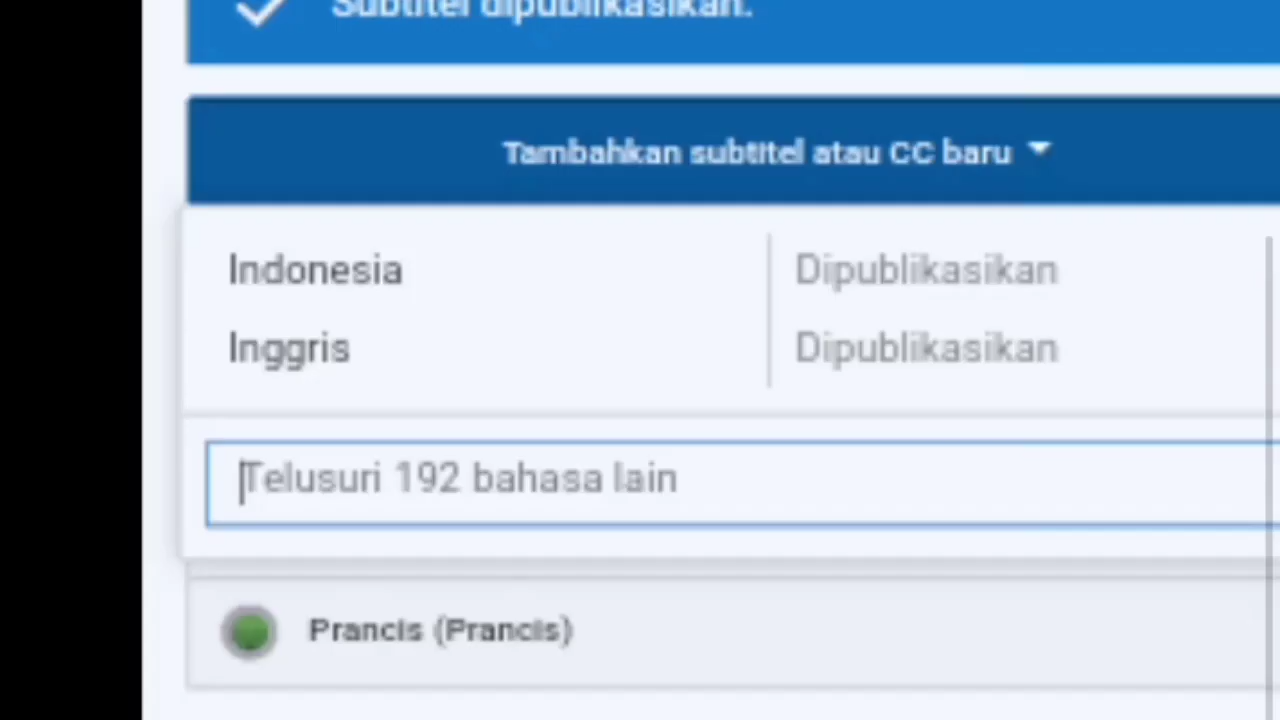 Subtitel dipublikasikan.
Tambahkan subtitel atau CC baru
Indonesia
Dipublikasikan
Inggris
Dipublikasikan
Telusuri 192 bahasa lain
Prancis (Prancis)